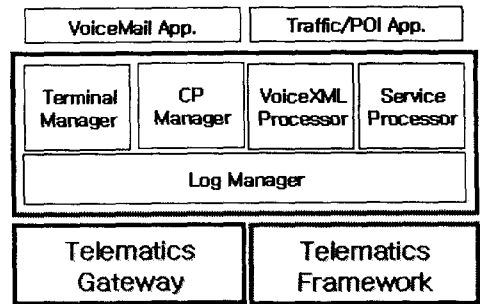 VoiceMail App. Traffic/POI App.
Terminal Manager
CP Manager
VoiceXML Processor
Service Processor
Log Manager
Telematics Gateway
Telematics Framework